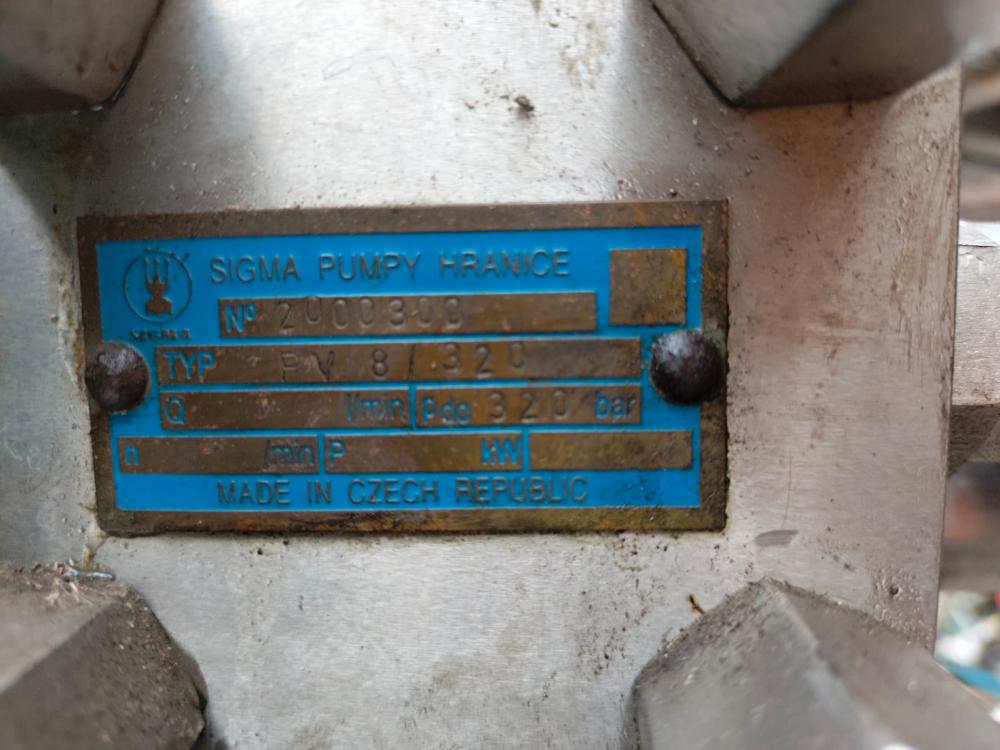 SIGMA PUMPY HRANICE
Nº 2000300
TYP PV 8/320
Q l/min Pdo 320 bar
n /min P kW
MADE IN CZECH REPUBLIC